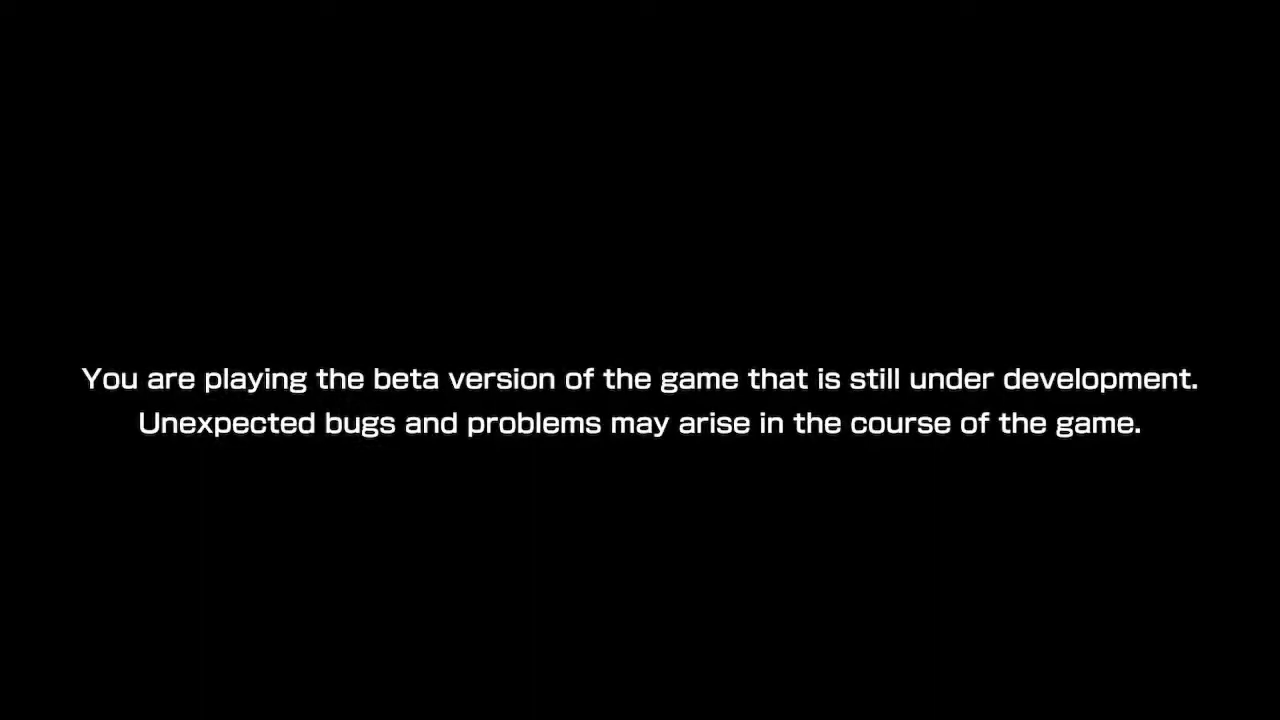 You are playing the beta version of the game that is still under development.
Unexpected bugs and problems may arise in the course of the game.